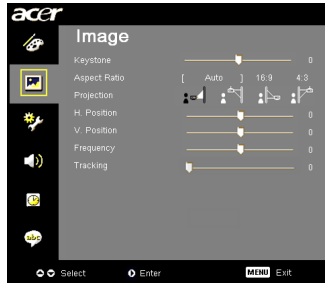 acer
Image
Keystone 0
Aspect Ratio [ Auto ] 16:9 4:3
Projection
H. Position 0
V. Position 0
Frequency 0
Tracking 0
abc
Select Enter MENU Exit